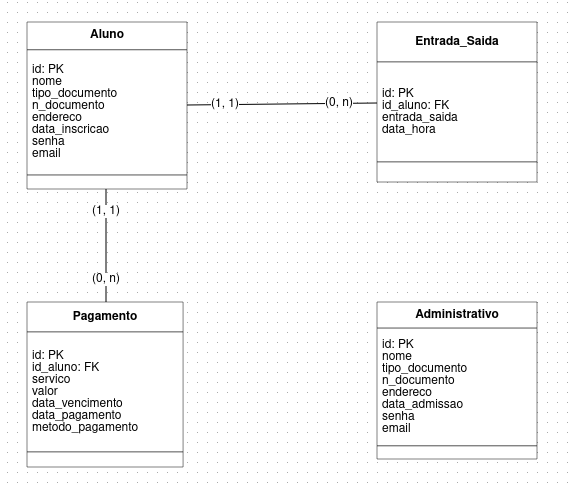 Aluno
id: PK
nome
tipo_documento
n_documento
endereco
data_inscricao
senha
email
(1, 1)
(0, n)
Entrada_Saida
id: PK
id_aluno: FK
entrada_saida
data_hora
(1, 1)
(0, n)
Pagamento
id: PK
id_aluno: FK
servico
valor
data_vencimento
data_pagamento
metodo_pagamento
Administrativo
id: PK
nome
tipo_documento
n_documento
endereco
data_admissao
senha
email